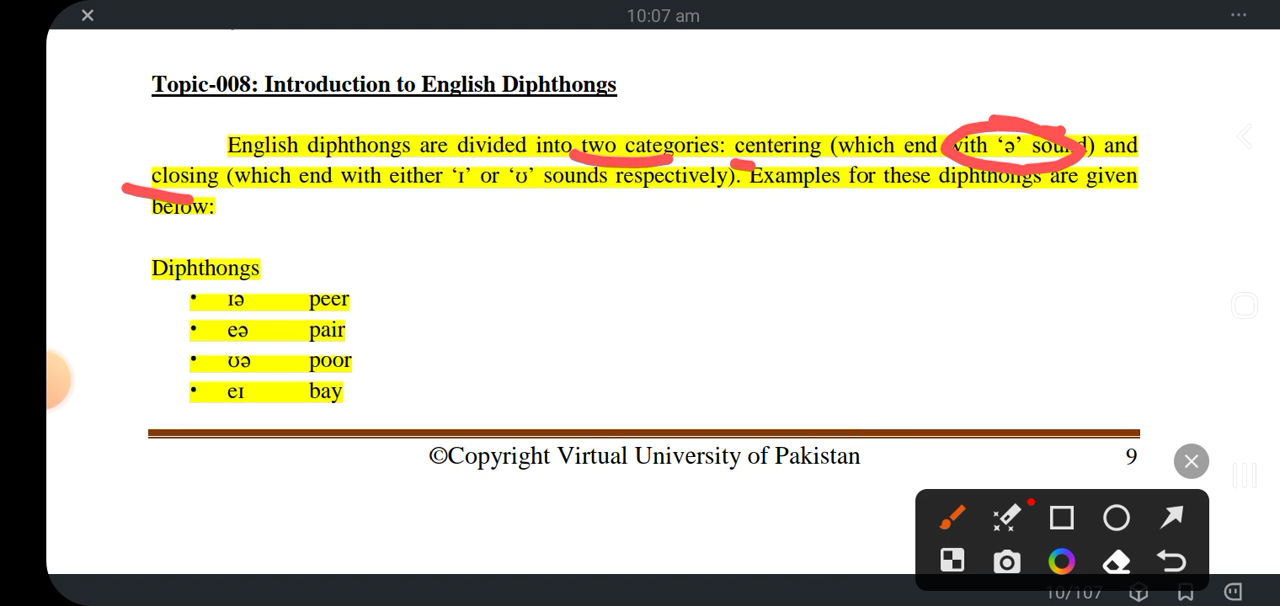 10:07 am
Topic-008: Introduction to English Diphthongs
English diphthongs are divided into two categories: centering (which end with ‘ə’ sound) and
closing (which end with either ‘ɪ’ or ‘ʊ’ sounds respectively). Examples for these diphthongs are given
below:
Diphthongs
• ɪə peer
• eə pair
• ʊə poor
• eɪ bay
©Copyright Virtual University of Pakistan 9
10/107